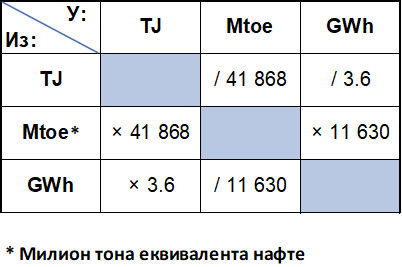 У:
Из:
TJ
Mtoe
GWh
TJ
/ 41 868
/ 3.6
Mtoe*
× 41 868
× 11 630
GWh
× 3.6
/ 11 630
* Милион тона еквивалента нафте